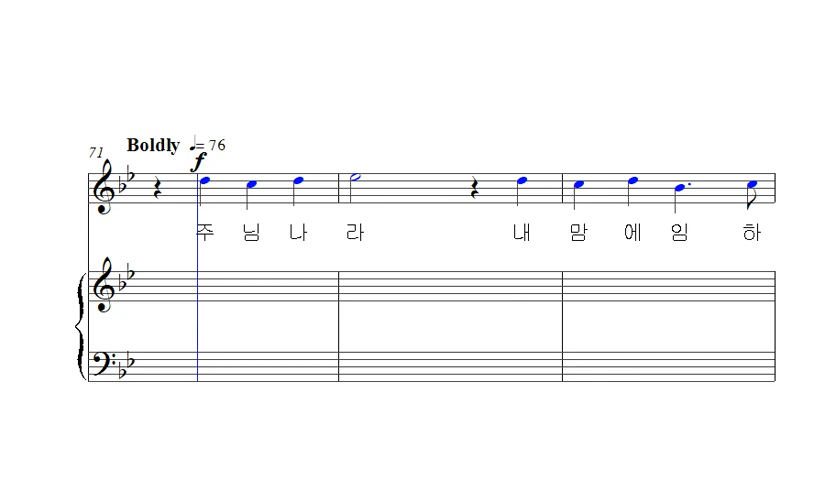 71 Boldly ♩= 76
f
주 님 나 라 내 맘 에 임 하